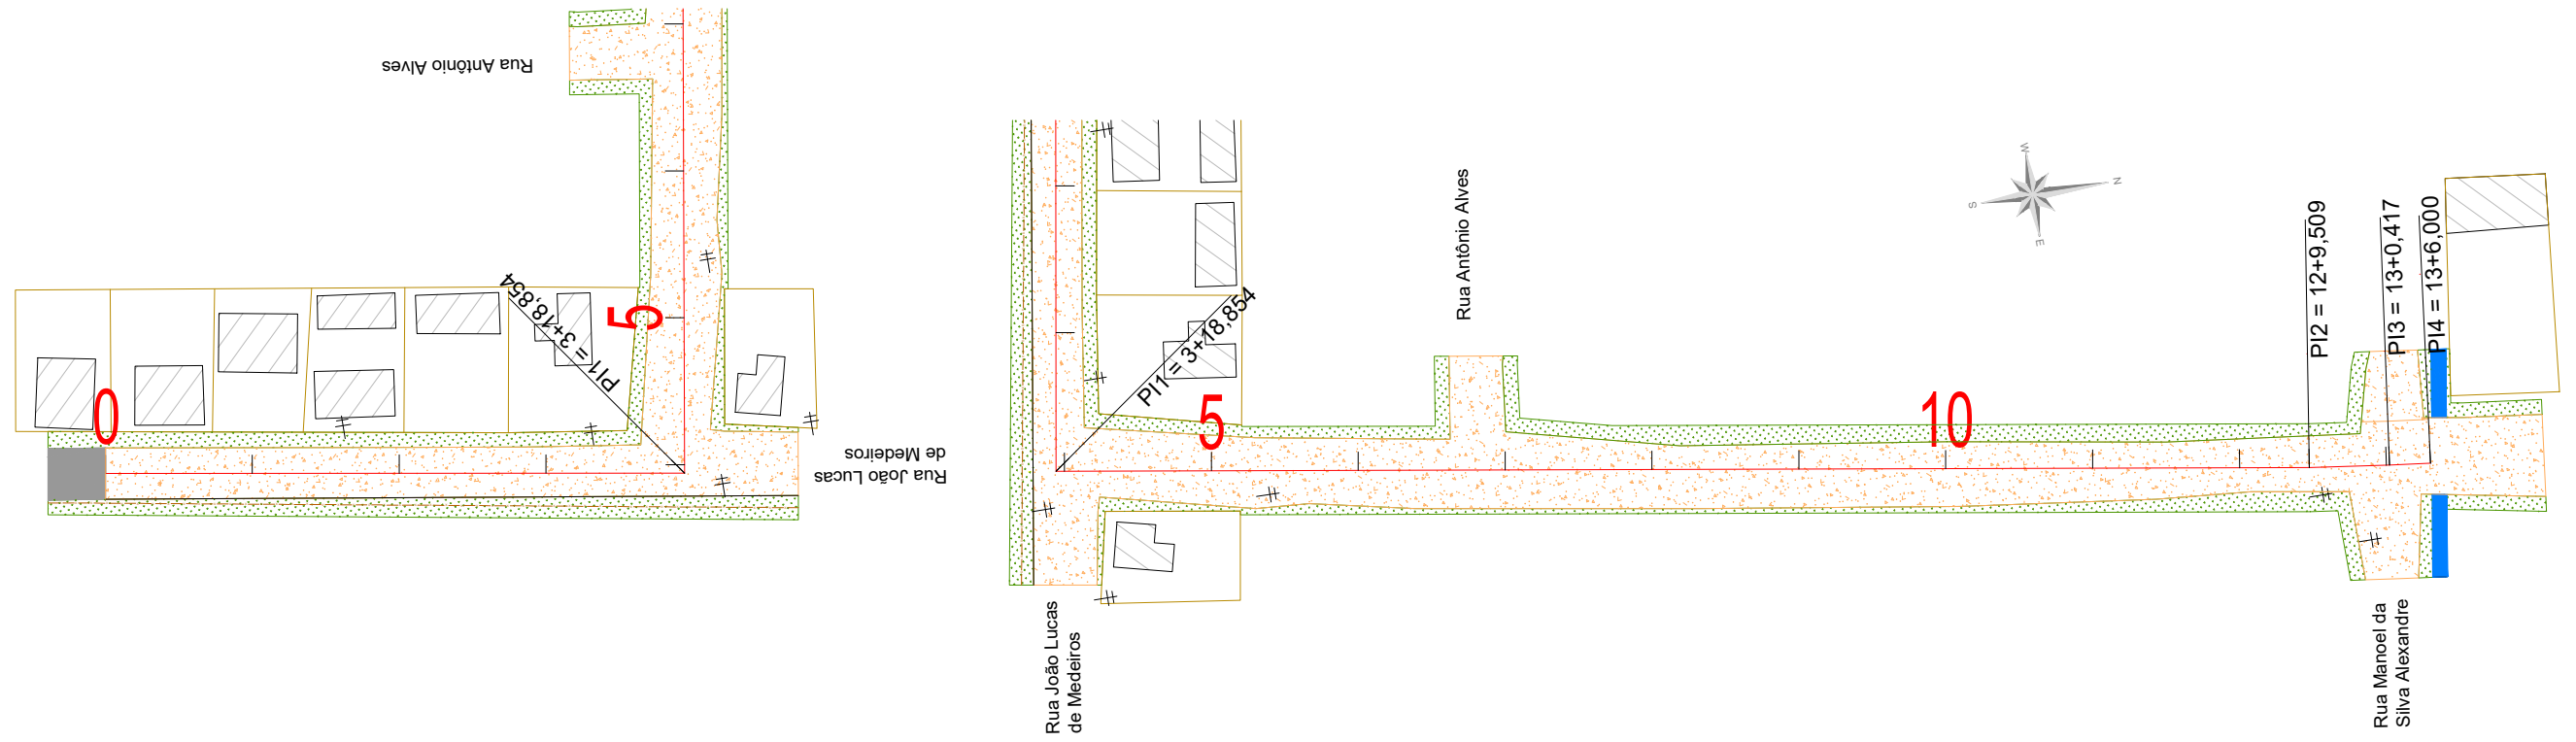 Rua Antônio Alves
PI1 = 3+18,854
0
5
Rua João Lucas
de Medeiros
PI1 = 3+18,854
5
Rua João Lucas
de Medeiros
Rua Antônio Alves
10
W
N
S
E
PI2 = 12+9,509
PI3 = 13+0,417
PI4 = 13+6,000
Rua Manoel da
Silva Alexandre